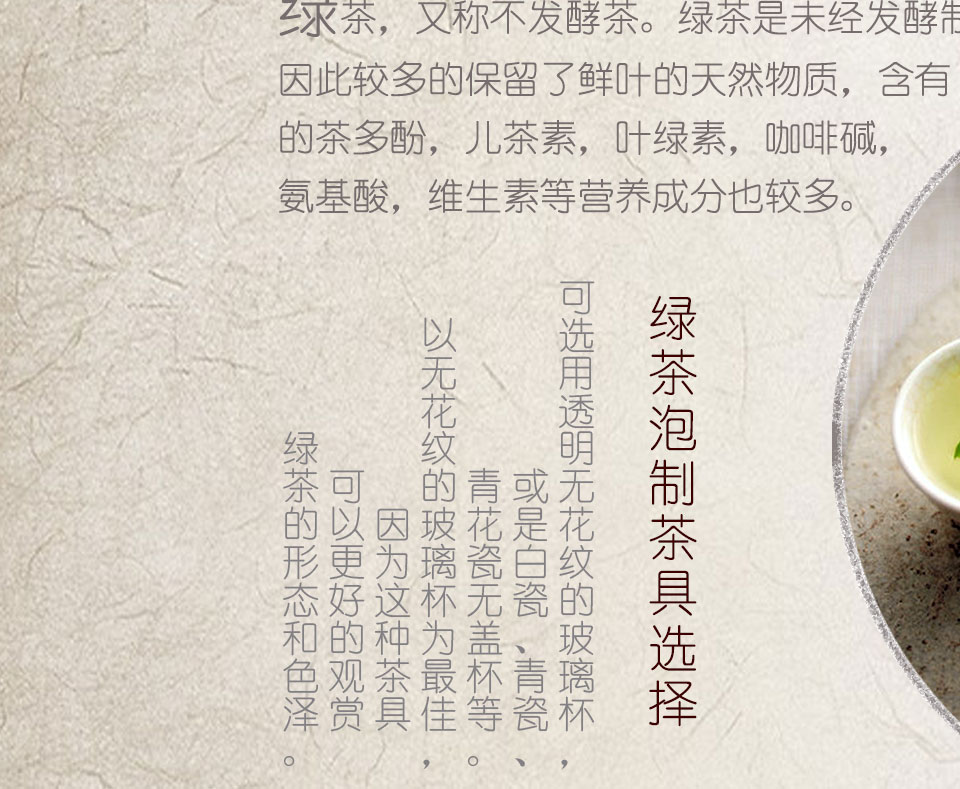 绿茶，又称不发酵茶。绿茶是未经发酵制
因此较多的保留了鲜叶的天然物质，含有
的茶多酚，儿茶素，叶绿素，咖啡碱，
氨基酸，维生素等营养成分也较多。
绿茶泡制茶具选择
可选用透明无花纹的玻璃杯，
或是白瓷、青瓷、
青花瓷无盖杯等。
以无花纹的玻璃杯为最佳，
因为这种茶具
可以更好的观赏
绿茶的形态和色泽。